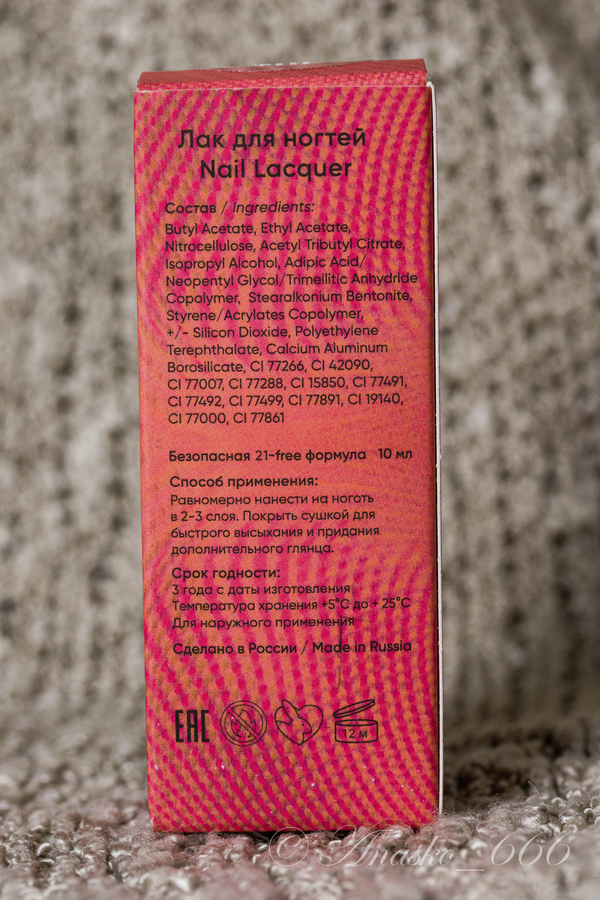 Лак для ногтей
Nail Lacquer
Состав / Ingredients:
Butyl Acetate, Ethyl Acetate,
Nitrocellulose, Acetyl Tributyl Citrate,
Isopropyl Alcohol, Adipic Acid/
Neopentyl Glycol/Trimellitic Anhydride
Copolymer, Stearalkonium Bentonite,
Styrene/Acrylates Copolymer,
+/- Silicon Dioxide, Polyethylene
Terephthalate, Calcium Aluminum
Borosilicate, CI 77266, CI 42090,
CI 77007, CI 77288, CI 15850, CI 77491,
CI 77492, CI 77499, CI 77891, CI 19140,
CI 77000, CI 77861
Безопасная 21-free формула 10 мл
Способ применения:
Равномерно нанести на ноготь
в 2-3 слоя. Покрыть сушкой для
быстрого высыхания и придания
дополнительного глянца.
Срок годности:
3 года с даты изготовления
Температура хранения +5°C до + 25°C
Для наружного применения
Сделано в России / Made in Russia
EAC 12 м
© Anasko_666